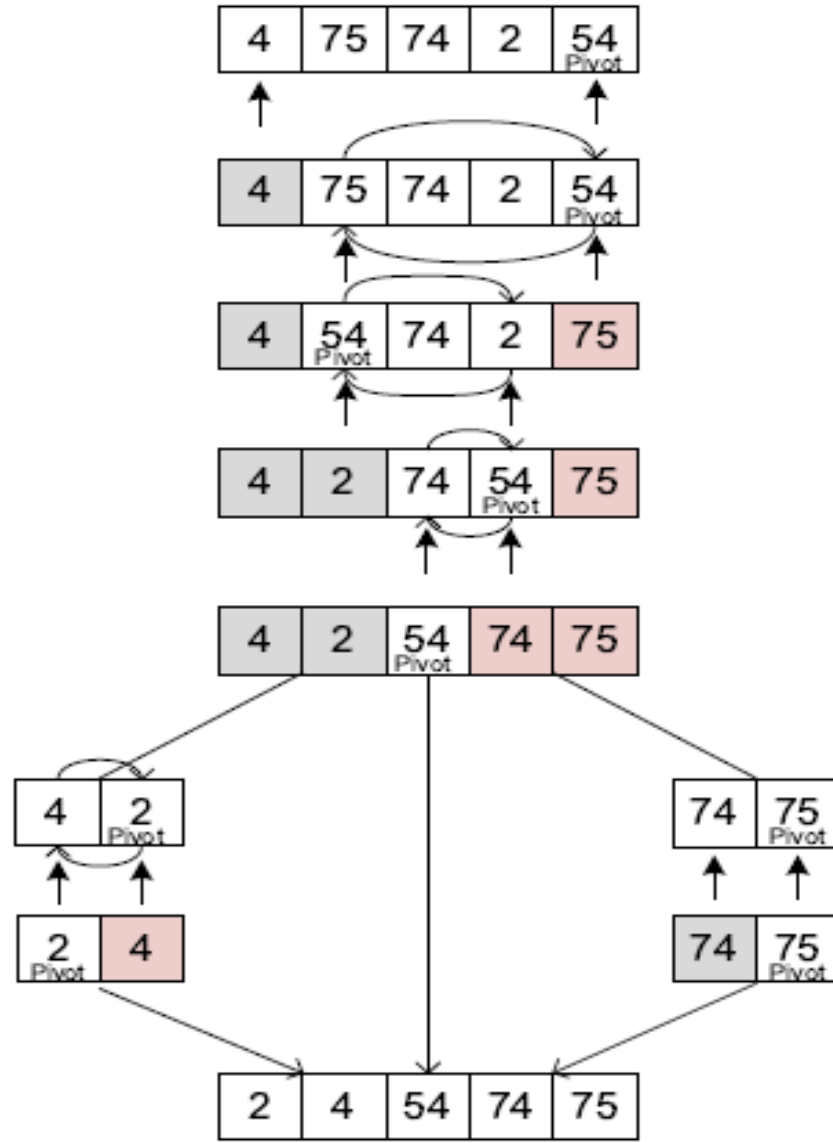 4 75 74 2 54
Pivot
4 75 74 2 54
Pivot
4 54 74 2 75
Pivot
4 2 74 54 75
Pivot
4 2 54 74 75
Pivot
4 2 74 75
Pivot Pivot
2 4 74 75
Pivot Pivot
2 4 54 74 75